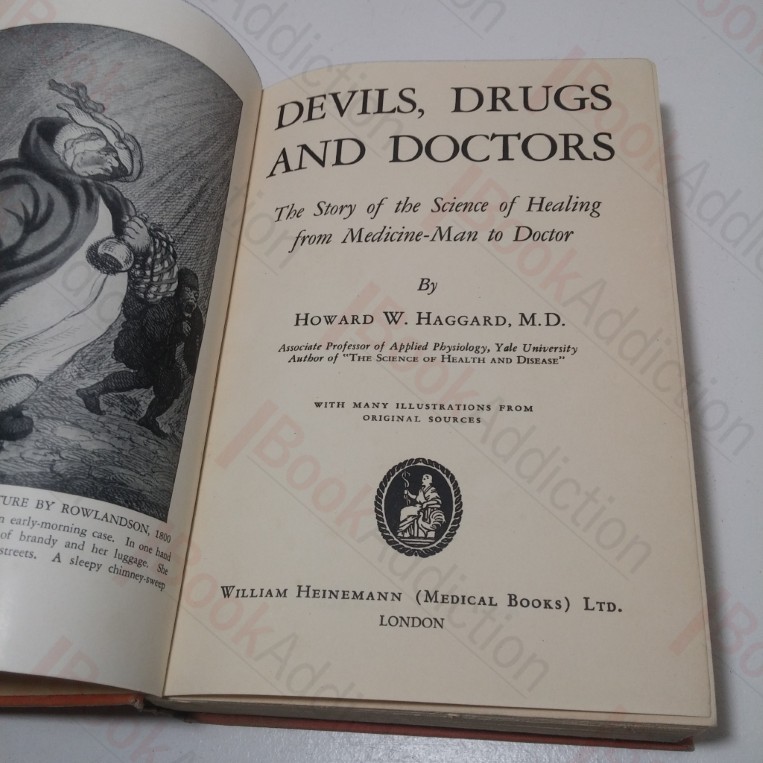 TURE BY ROWLANDSON, 1800
n early-morning case. In one hand
of brandy and her luggage. She
streets. A sleepy chimney-sweep
DEVILS, DRUGS
AND DOCTORS
The Story of the Science of Healing
from Medicine-Man to Doctor
By
HOWARD W. HAGGARD, M.D.
Associate Professor of Applied Physiology, Yale University
Author of "THE SCIENCE OF HEALTH AND DISEASE"
WITH MANY ILLUSTRATIONS FROM
ORIGINAL SOURCES
WILLIAM HEINEMANN (MEDICAL BOOKS) LTD.
LONDON
BookAddiction